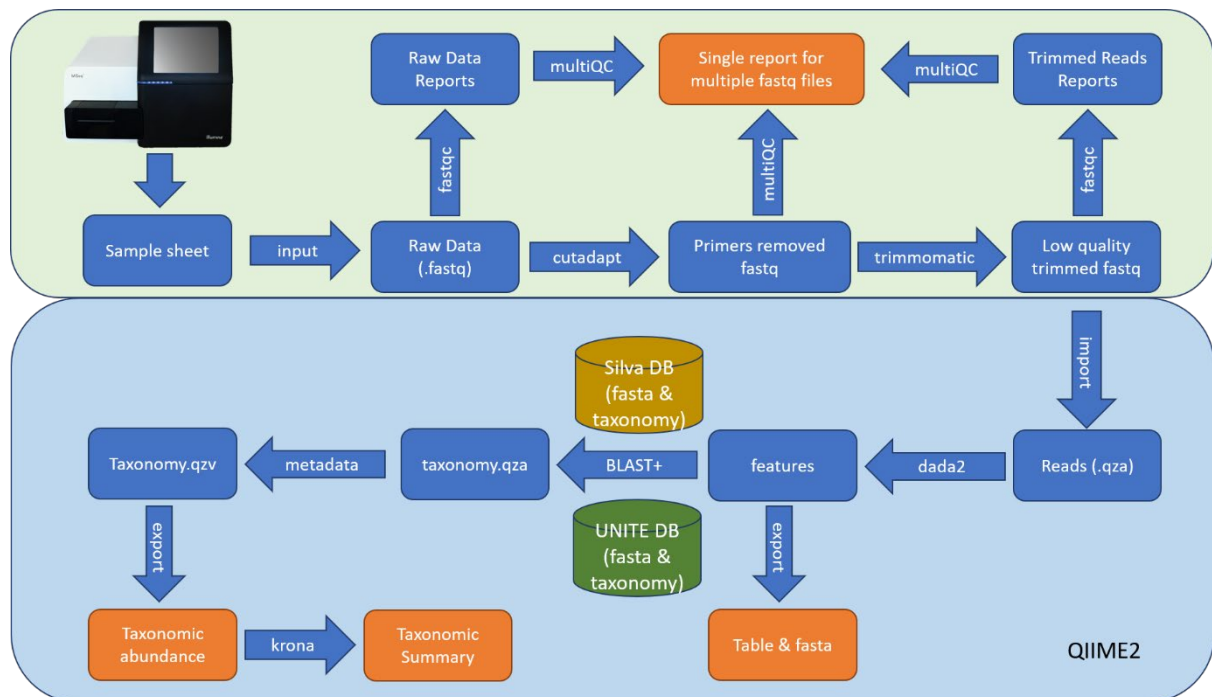 Raw Data
Reports
multiQC
Single report for
multiple fastq files
multiQC
Trimmed Reads
Reports
fastqc
multiQC
fastqc
Sample sheet
input
Raw Data
(.fastq)
cutadapt
Primers removed
fastq
trimmomatic
Low quality
trimmed fastq
import
Silva DB
(fasta &
taxonomy)
Taxonomy.qzv
metadata
taxonomy.qza
BLAST+
features
dada2
Reads (.qza)
UNITE DB
(fasta &
taxonomy)
export
export
Taxonomic
abundance
krona
Taxonomic
Summary
Table & fasta
QIIME2